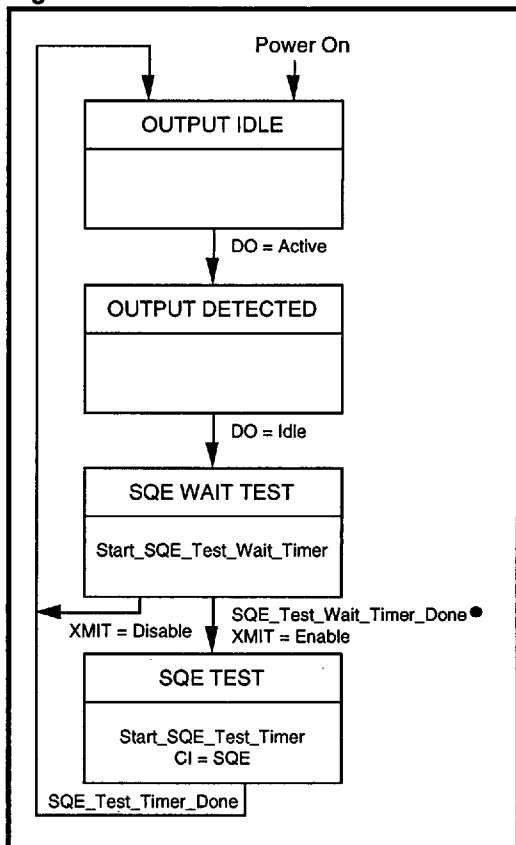 Power On
OUTPUT IDLE
DO = Active
OUTPUT DETECTED
DO = Idle
SQE WAIT TEST
Start_SQE_Test_Wait_Timer
XMIT = Disable
SQE_Test_Wait_Timer_Done ●
XMIT = Enable
SQE TEST
Start_SQE_Test_Timer
CI = SQE
SQE_Test_Timer_Done